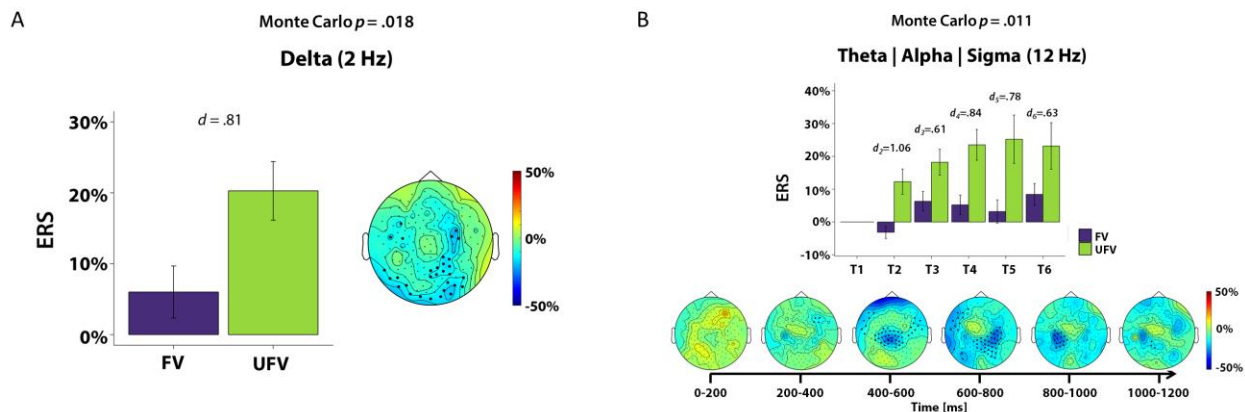 A
Monte Carlo p = .018
Delta (2 Hz)
d = .81
30%
20%
10%
0%
ERS
FV
UFV
50%
0%
-50%
B
Monte Carlo p = .011
Theta | Alpha | Sigma (12 Hz)
40%
30%
20%
10%
0%
-10%
ERS
d2=1.06
d3=.61
d4=.84
d5=.78
d6=.63
T1 T2 T3 T4 T5 T6
FV
UFV
50%
0%
-50%
0-200 200-400 400-600 600-800 800-1000 1000-1200
Time [ms]